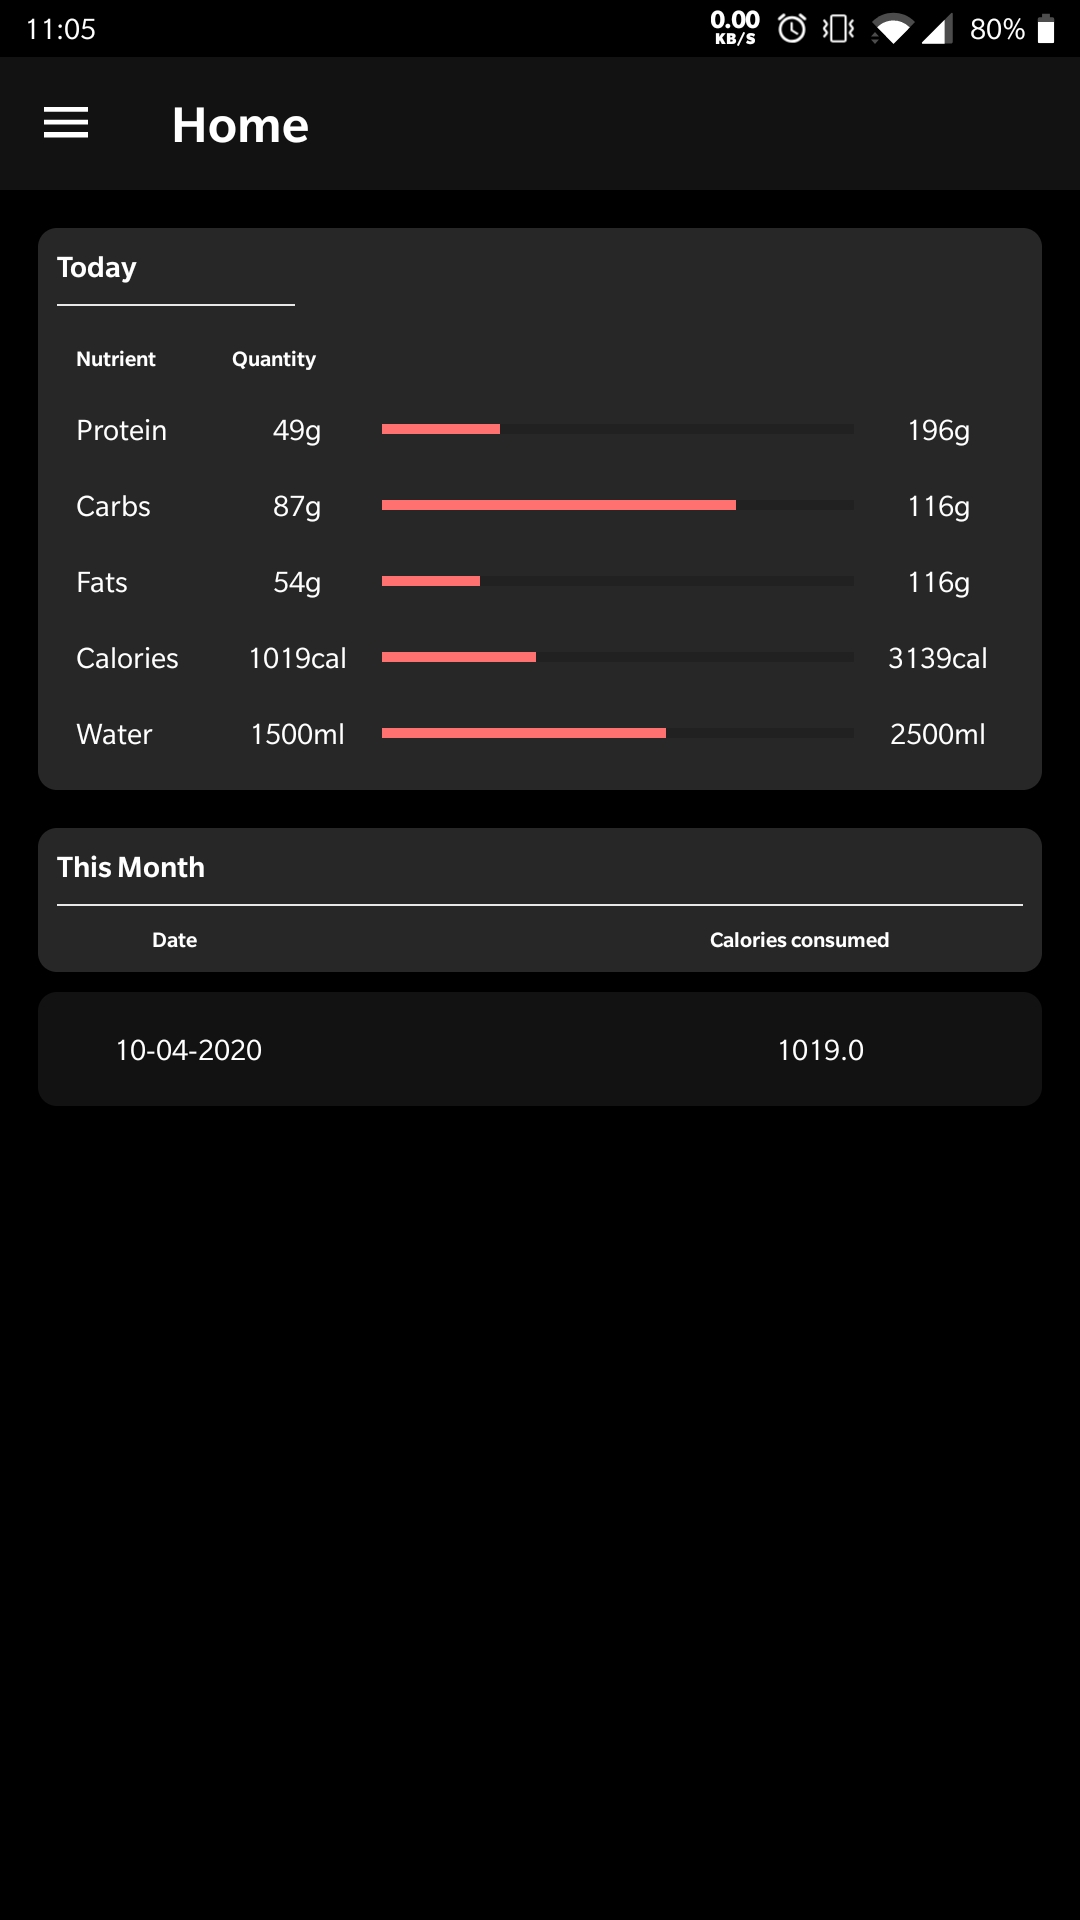 11:05 0.00 KB/S 80%
Home
Today
Nutrient Quantity
Protein 49g 196g
Carbs 87g 116g
Fats 54g 116g
Calories 1019cal 3139cal
Water 1500ml 2500ml
This Month
Date Calories consumed
10-04-2020 1019.0